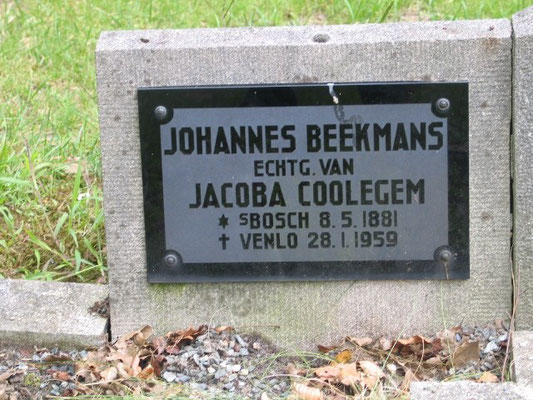 JOHANNES BEEKMANS
ECHTG. VAN
JACOBA COOLEGEM
* SBOSCH 8.5.1881
† VENLO 28.1.1959